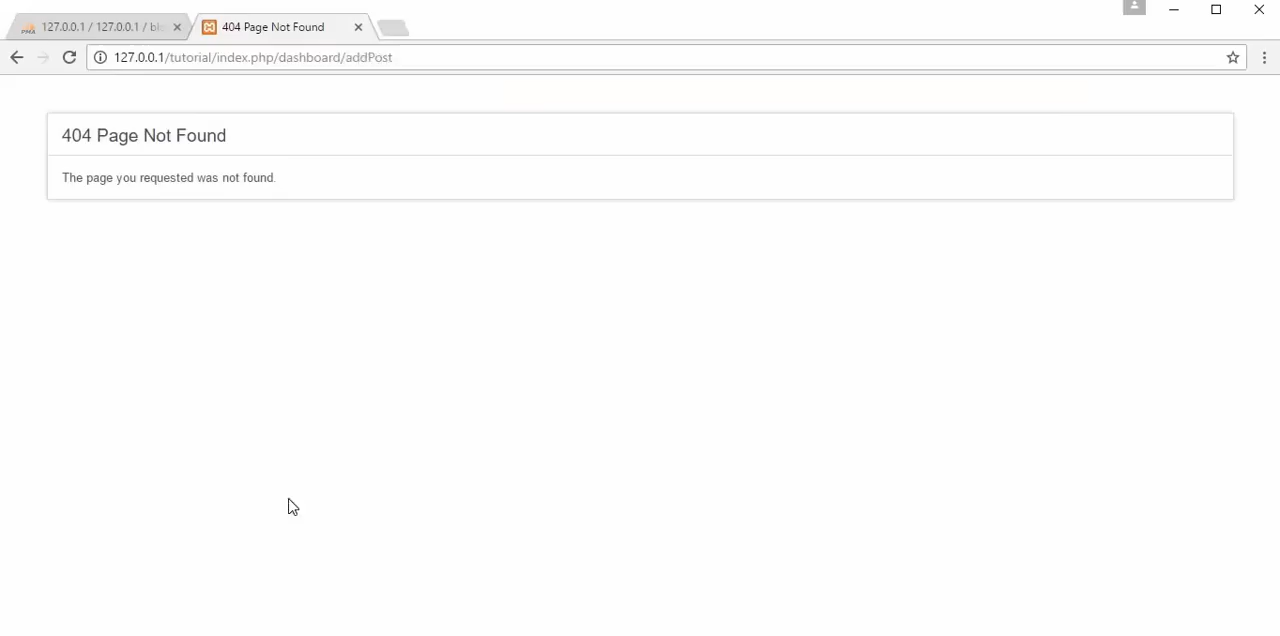 127.0.0.1 / 127.0.0.1 / blo
404 Page Not Found
127.0.0.1/tutorial/index.php/dashboard/addPost
404 Page Not Found
The page you requested was not found.